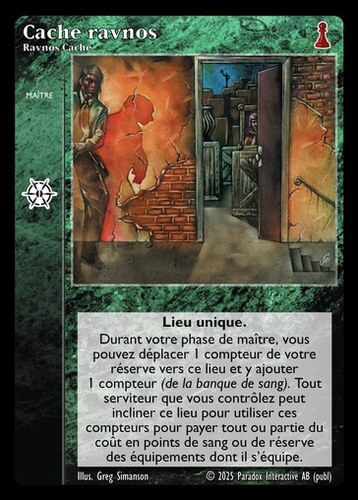 Cache ravnos
Ravnos Cache
MAÎTRE
Lieu unique.
Durant votre phase de maître, vous
pouvez déplacer 1 compteur de votre
réserve vers ce lieu et y ajouter
1 compteur (de la banque de sang). Tout
serviteur que vous contrôlez peut
incliner ce lieu pour utiliser ces
compteurs pour payer tout ou partie du
coût en points de sang ou de réserve
des équipements dont il s’équipe.
Illus. Greg Simanson © 2025 Paradox Interactive AB (publ)